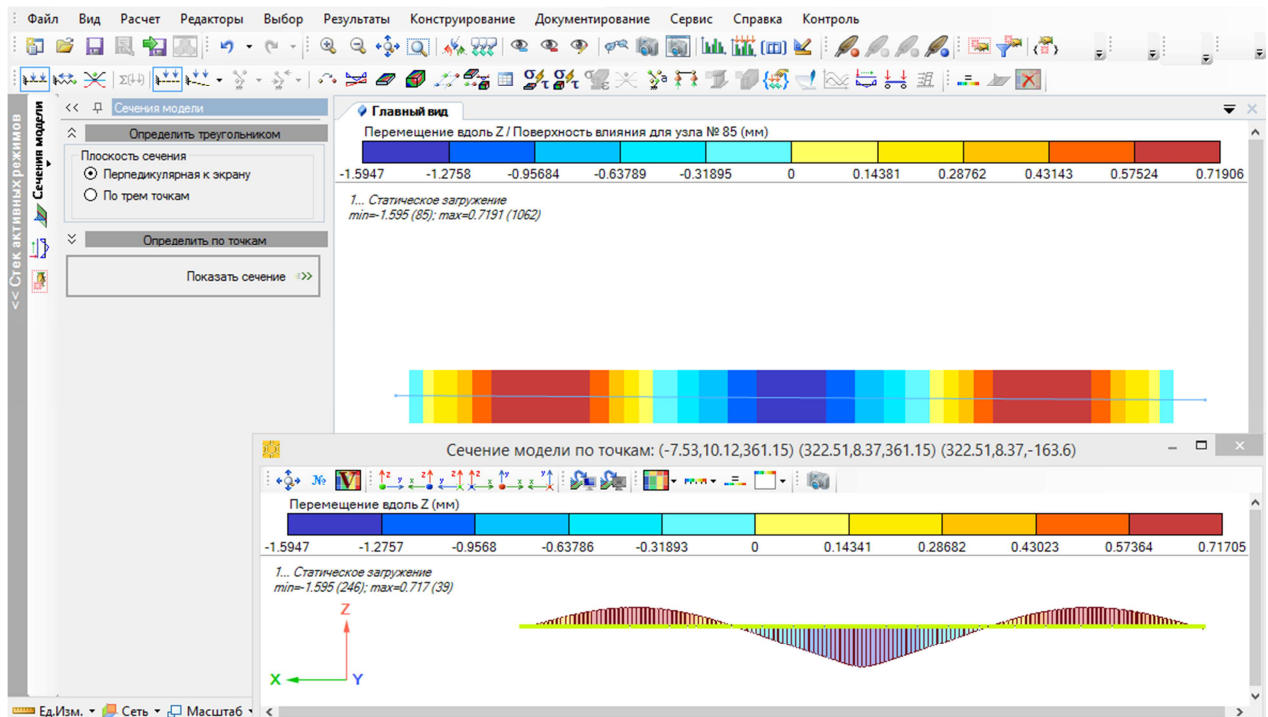 Файл Вид Расчет Редакторы Выбор Результаты Конструирование Документирование Сервис Справка Контроль
<< Сечения модели
Определить треугольником
Плоскость сечения
Перпедикулярная к экрану
По трем точкам
Определить по точкам
Показать сечение
<< Стек активных режимов
Сечения модели
Главный вид
Перемещение вдоль Z / Поверхность влияния для узла № 85 (мм)
-1.5947 -1.2758 -0.95684 -0.63789 -0.31895 0 0.14381 0.28762 0.43143 0.57524 0.71906
1... Статическое загружение
min=-1.595 (85); max=0.7191 (1062)
Сечение модели по точкам: (-7.53,10.12,361.15) (322.51,8.37,361.15) (322.51,8.37,-163.6)
Перемещение вдоль Z (мм)
-1.5947 -1.2757 -0.9568 -0.63786 -0.31893 0 0.14341 0.28682 0.43023 0.57364 0.71705
1... Статическое загружение
min=-1.595 (246); max=0.717 (39)
Z
X Y
Ед.Изм. Сеть Масштаб